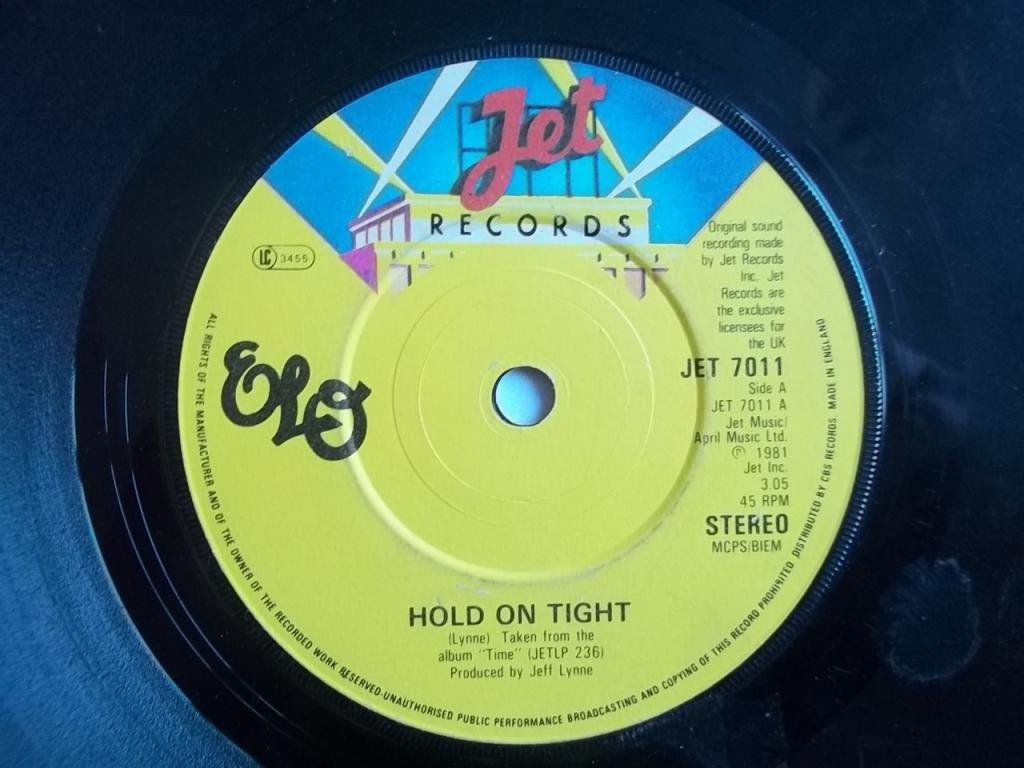 Jet
RECORDS
LC 3455
ELO
Original sound
recording made
by Jet Records
Inc. Jet
Records are
the exclusive
licensees for
the UK
JET 7011
Side A
JET 7011 A
Jet Music/
April Music Ltd.
℗ 1981
Jet Inc.
3.05
45 RPM
STEREO
MCPS/BIEM
HOLD ON TIGHT
(Lynne) Taken from the
album "Time" (JETLP 236)
Produced by Jeff Lynne
ALL RIGHTS OF THE MANUFACTURER AND OF THE OWNER OF THE RECORDED WORK RESERVED-UNAUTHORISED PUBLIC PERFORMANCE BROADCASTING AND COPYING OF THIS RECORD PROHIBITED. DISTRIBUTED BY CBS RECORDS. MADE IN ENGLAND